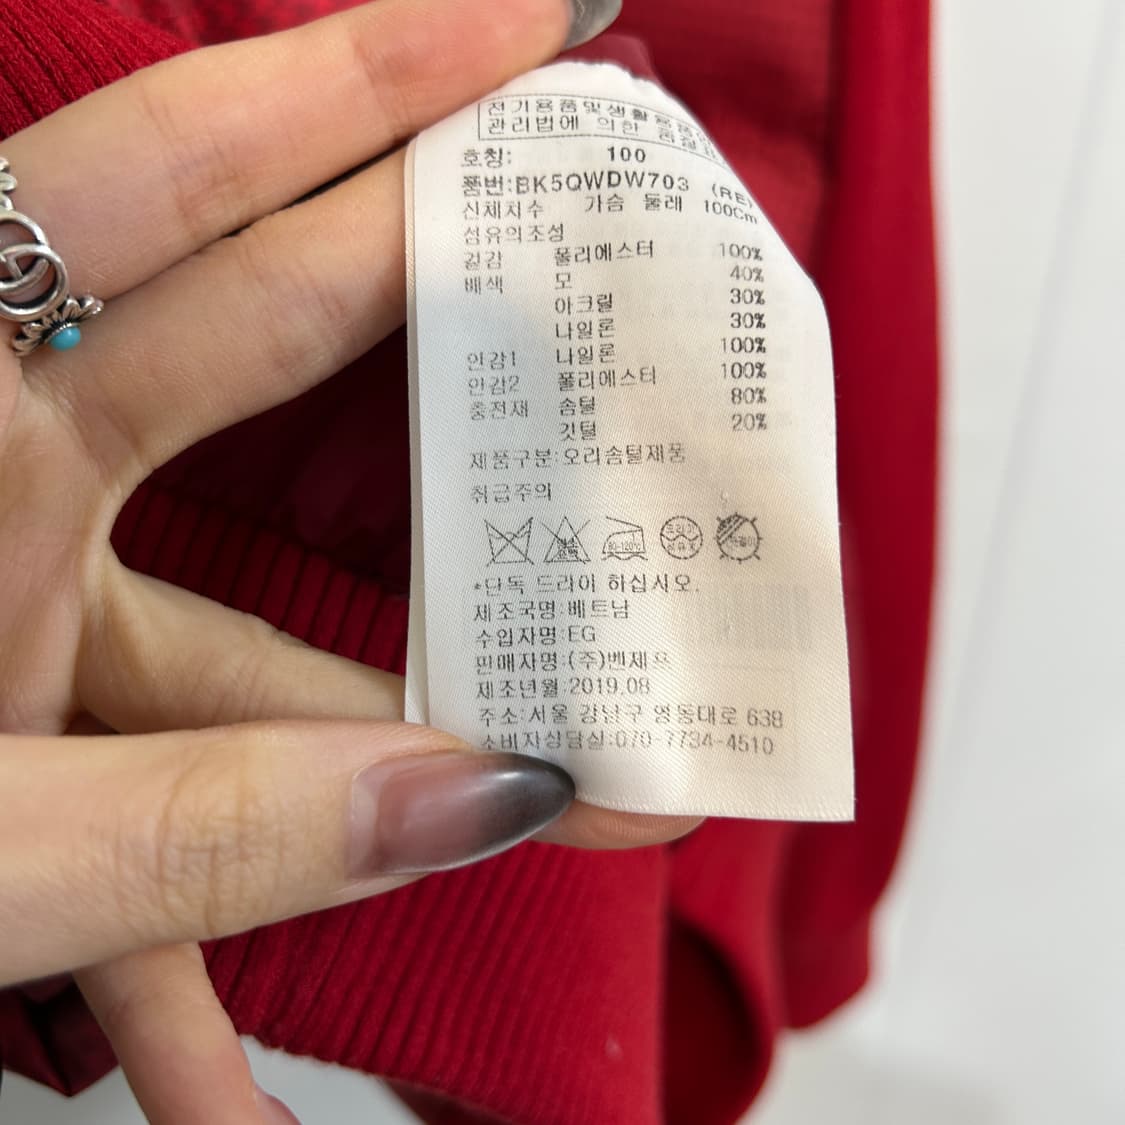 전기용품및생활용품
관리법에 의한
호칭: 100
품번:BK5QWDW703 (RE)
신체치수 가슴 둘레 100Cm
섬유의조성
겉감 폴리에스터 100%
배색 모 40%
아크릴 30%
나일론 30%
안감1 나일론 100%
안감2 폴리에스터 100%
충전재 솜털 80%
깃털 20%
제품구분:오리솜털제품
취급주의
80-120℃
*단독 드라이 하십시오.
제조국명:베트남
수입자명:EG
판매자명:(주)벤제프
제조년월:2019.08
주소:서울 강남구 영동대로 638
소비자상담실:070-7734-4510